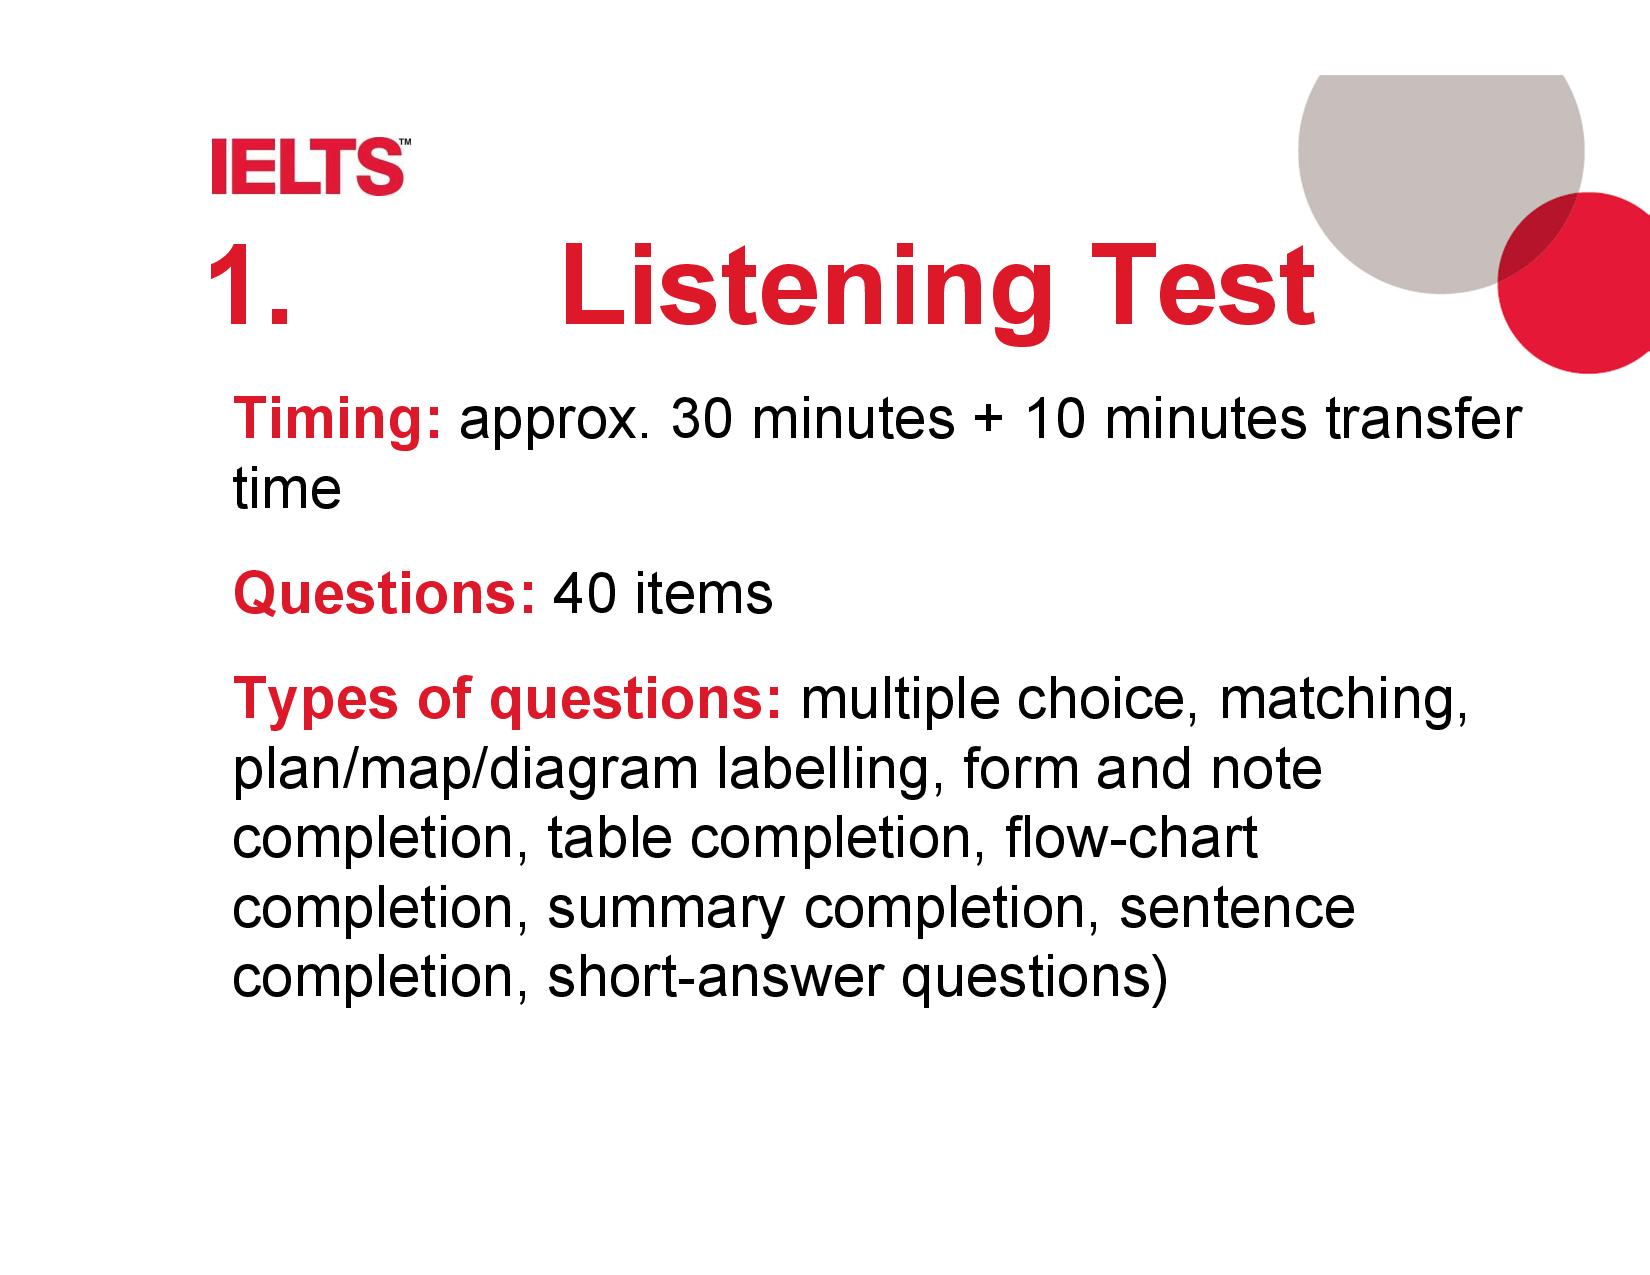 IELTS™
1. Listening Test
Timing: approx. 30 minutes + 10 minutes transfer
time
Questions: 40 items
Types of questions: multiple choice, matching,
plan/map/diagram labelling, form and note
completion, table completion, flow-chart
completion, summary completion, sentence
completion, short-answer questions)